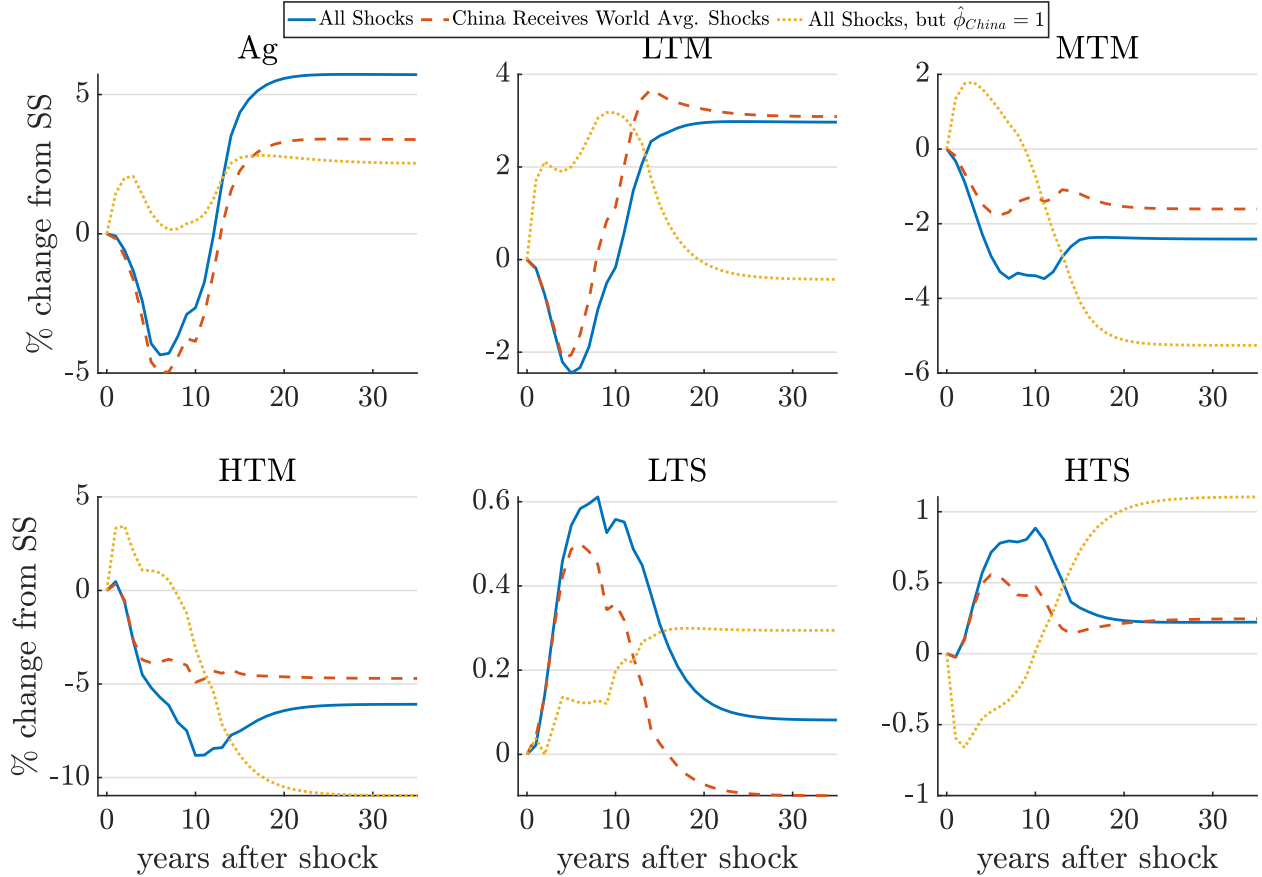 All Shocks China Receives World Avg. Shocks All Shocks, but $\hat{\phi}_{China} = 1$
Ag LTM MTM
% change from SS
5
0
-5
0 10 20 30
4
2
0
-2
0 10 20 30
2
0
-2
-4
-6
0 10 20 30
HTM LTS HTS
% change from SS
5
0
-5
-10
0 10 20 30
years after shock
0.6
0.4
0.2
0
0 10 20 30
years after shock
1
0.5
0
-0.5
-1
0 10 20 30
years after shock